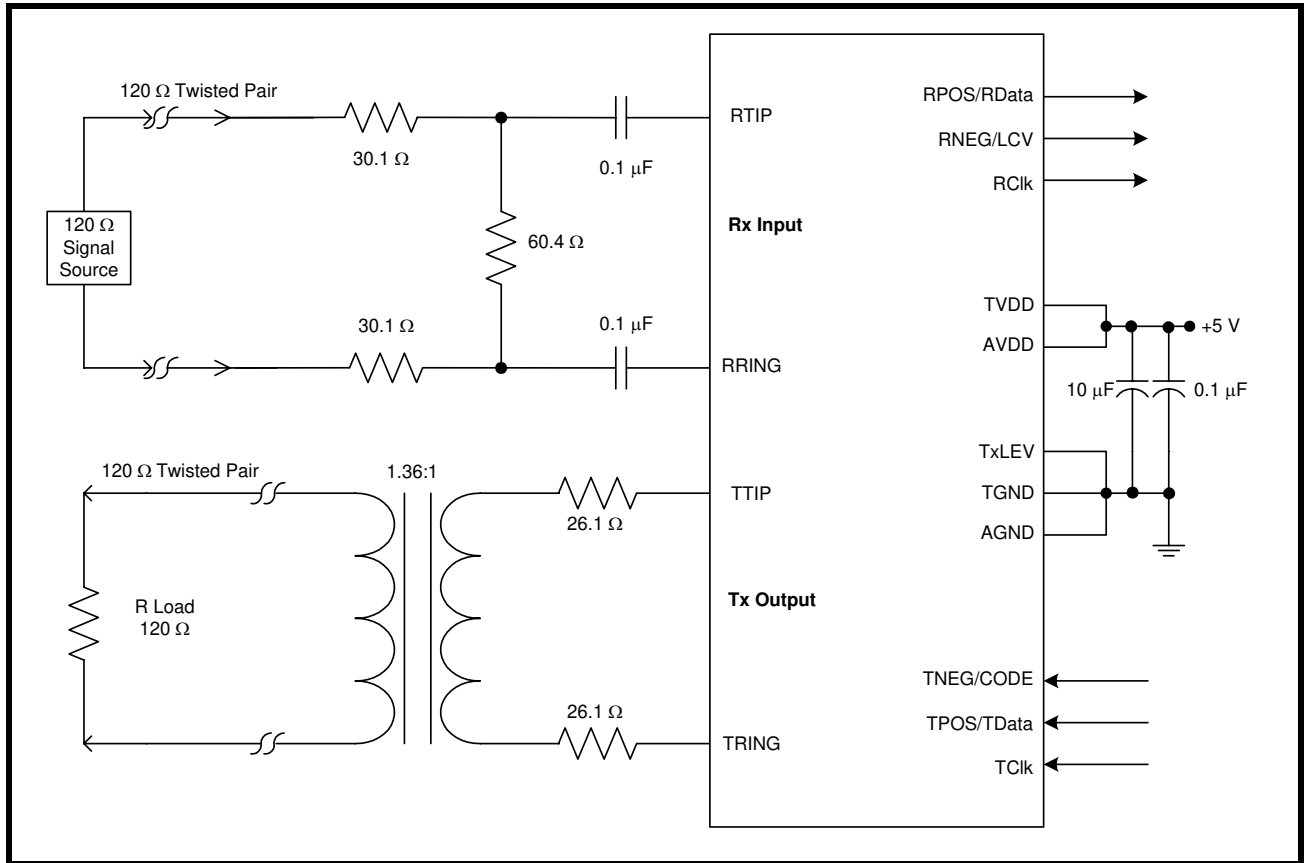 120 Ω Twisted Pair
30.1 Ω
0.1 μF
RTIP
120 Ω
Signal
Source
60.4 Ω
Rx Input
30.1 Ω
0.1 μF
RRING
120 Ω Twisted Pair
1.36:1
26.1 Ω
TTIP
R Load
120 Ω
Tx Output
26.1 Ω
TRING
RPOS/RData
RNEG/LCV
RClk
TVDD
AVDD
+5 V
10 μF
0.1 μF
TxLEV
TGND
AGND
TNEG/CODE
TPOS/TData
TClk